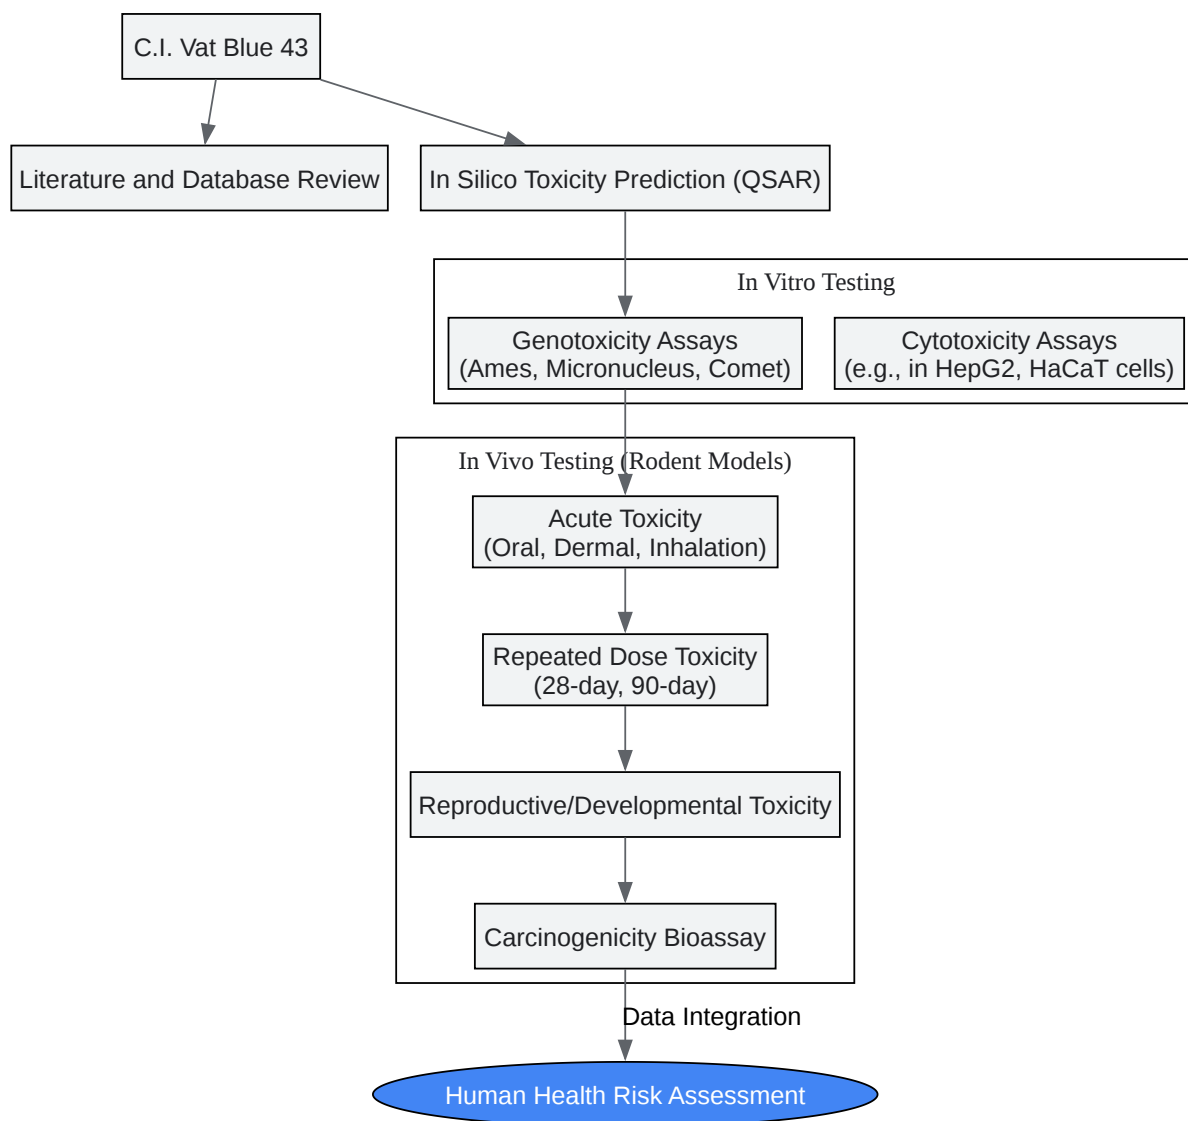 C.I. Vat Blue 43
Literature and Database Review
In Silico Toxicity Prediction (QSAR)
In Vitro Testing
Genotoxicity Assays
(Ames, Micronucleus, Comet)
Cytotoxicity Assays
(e.g., in HepG2, HaCaT cells)
In Vivo Testing (Rodent Models)
Acute Toxicity
(Oral, Dermal, Inhalation)
Repeated Dose Toxicity
(28-day, 90-day)
Reproductive/Developmental Toxicity
Carcinogenicity Bioassay
Data Integration
Human Health Risk Assessment